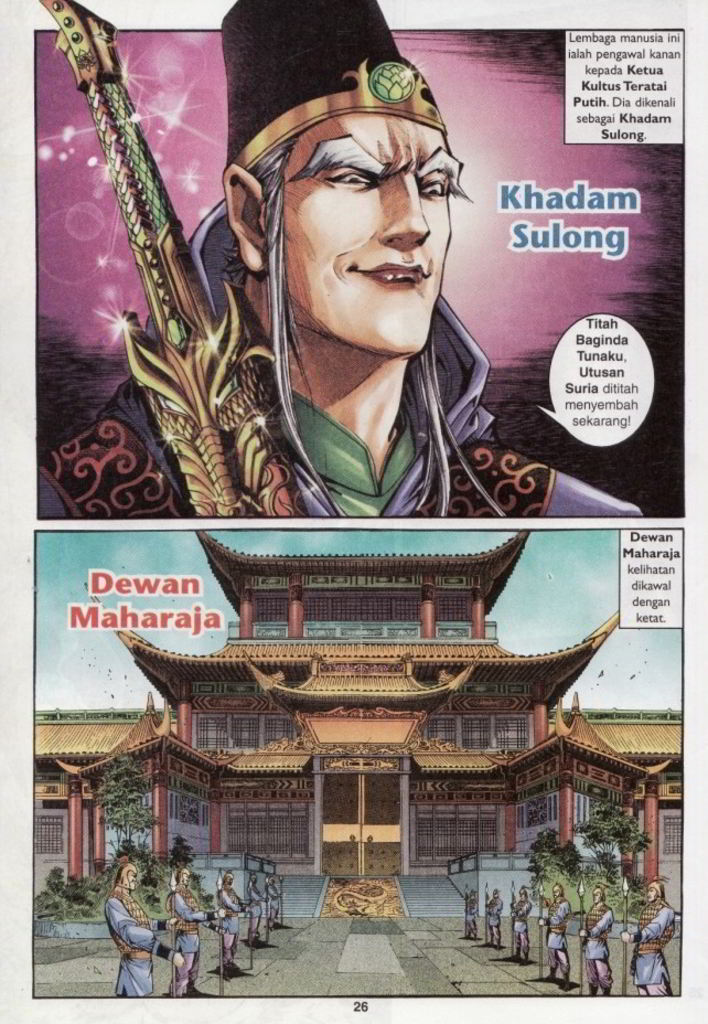 Lembaga manusia ini
ialah pengawal kanan
kepada Ketua
Kultus Teratai
Putih. Dia dikenali
sebagai Khadam
Sulong.
Khadam
Sulong
Titah
Baginda
Tunaku,
Utusan
Suria dititah
menyembah
sekarang!
Dewan
Maharaja
Dewan
Maharaja
kelihatan
dikawal
dengan
ketat.
26